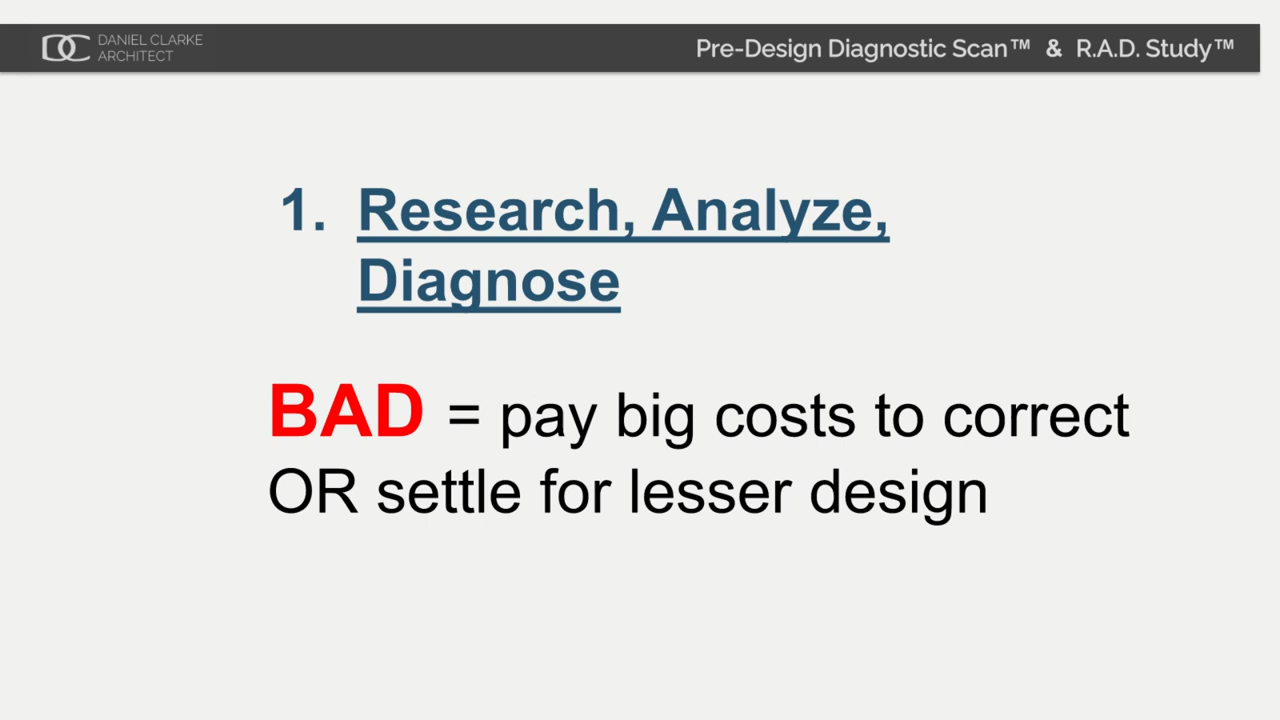 DANIEL CLARKE
ARCHITECT
Pre-Design Diagnostic Scan™ & R.A.D. Study™
1. Research, Analyze,
Diagnose
BAD = pay big costs to correct
OR settle for lesser design